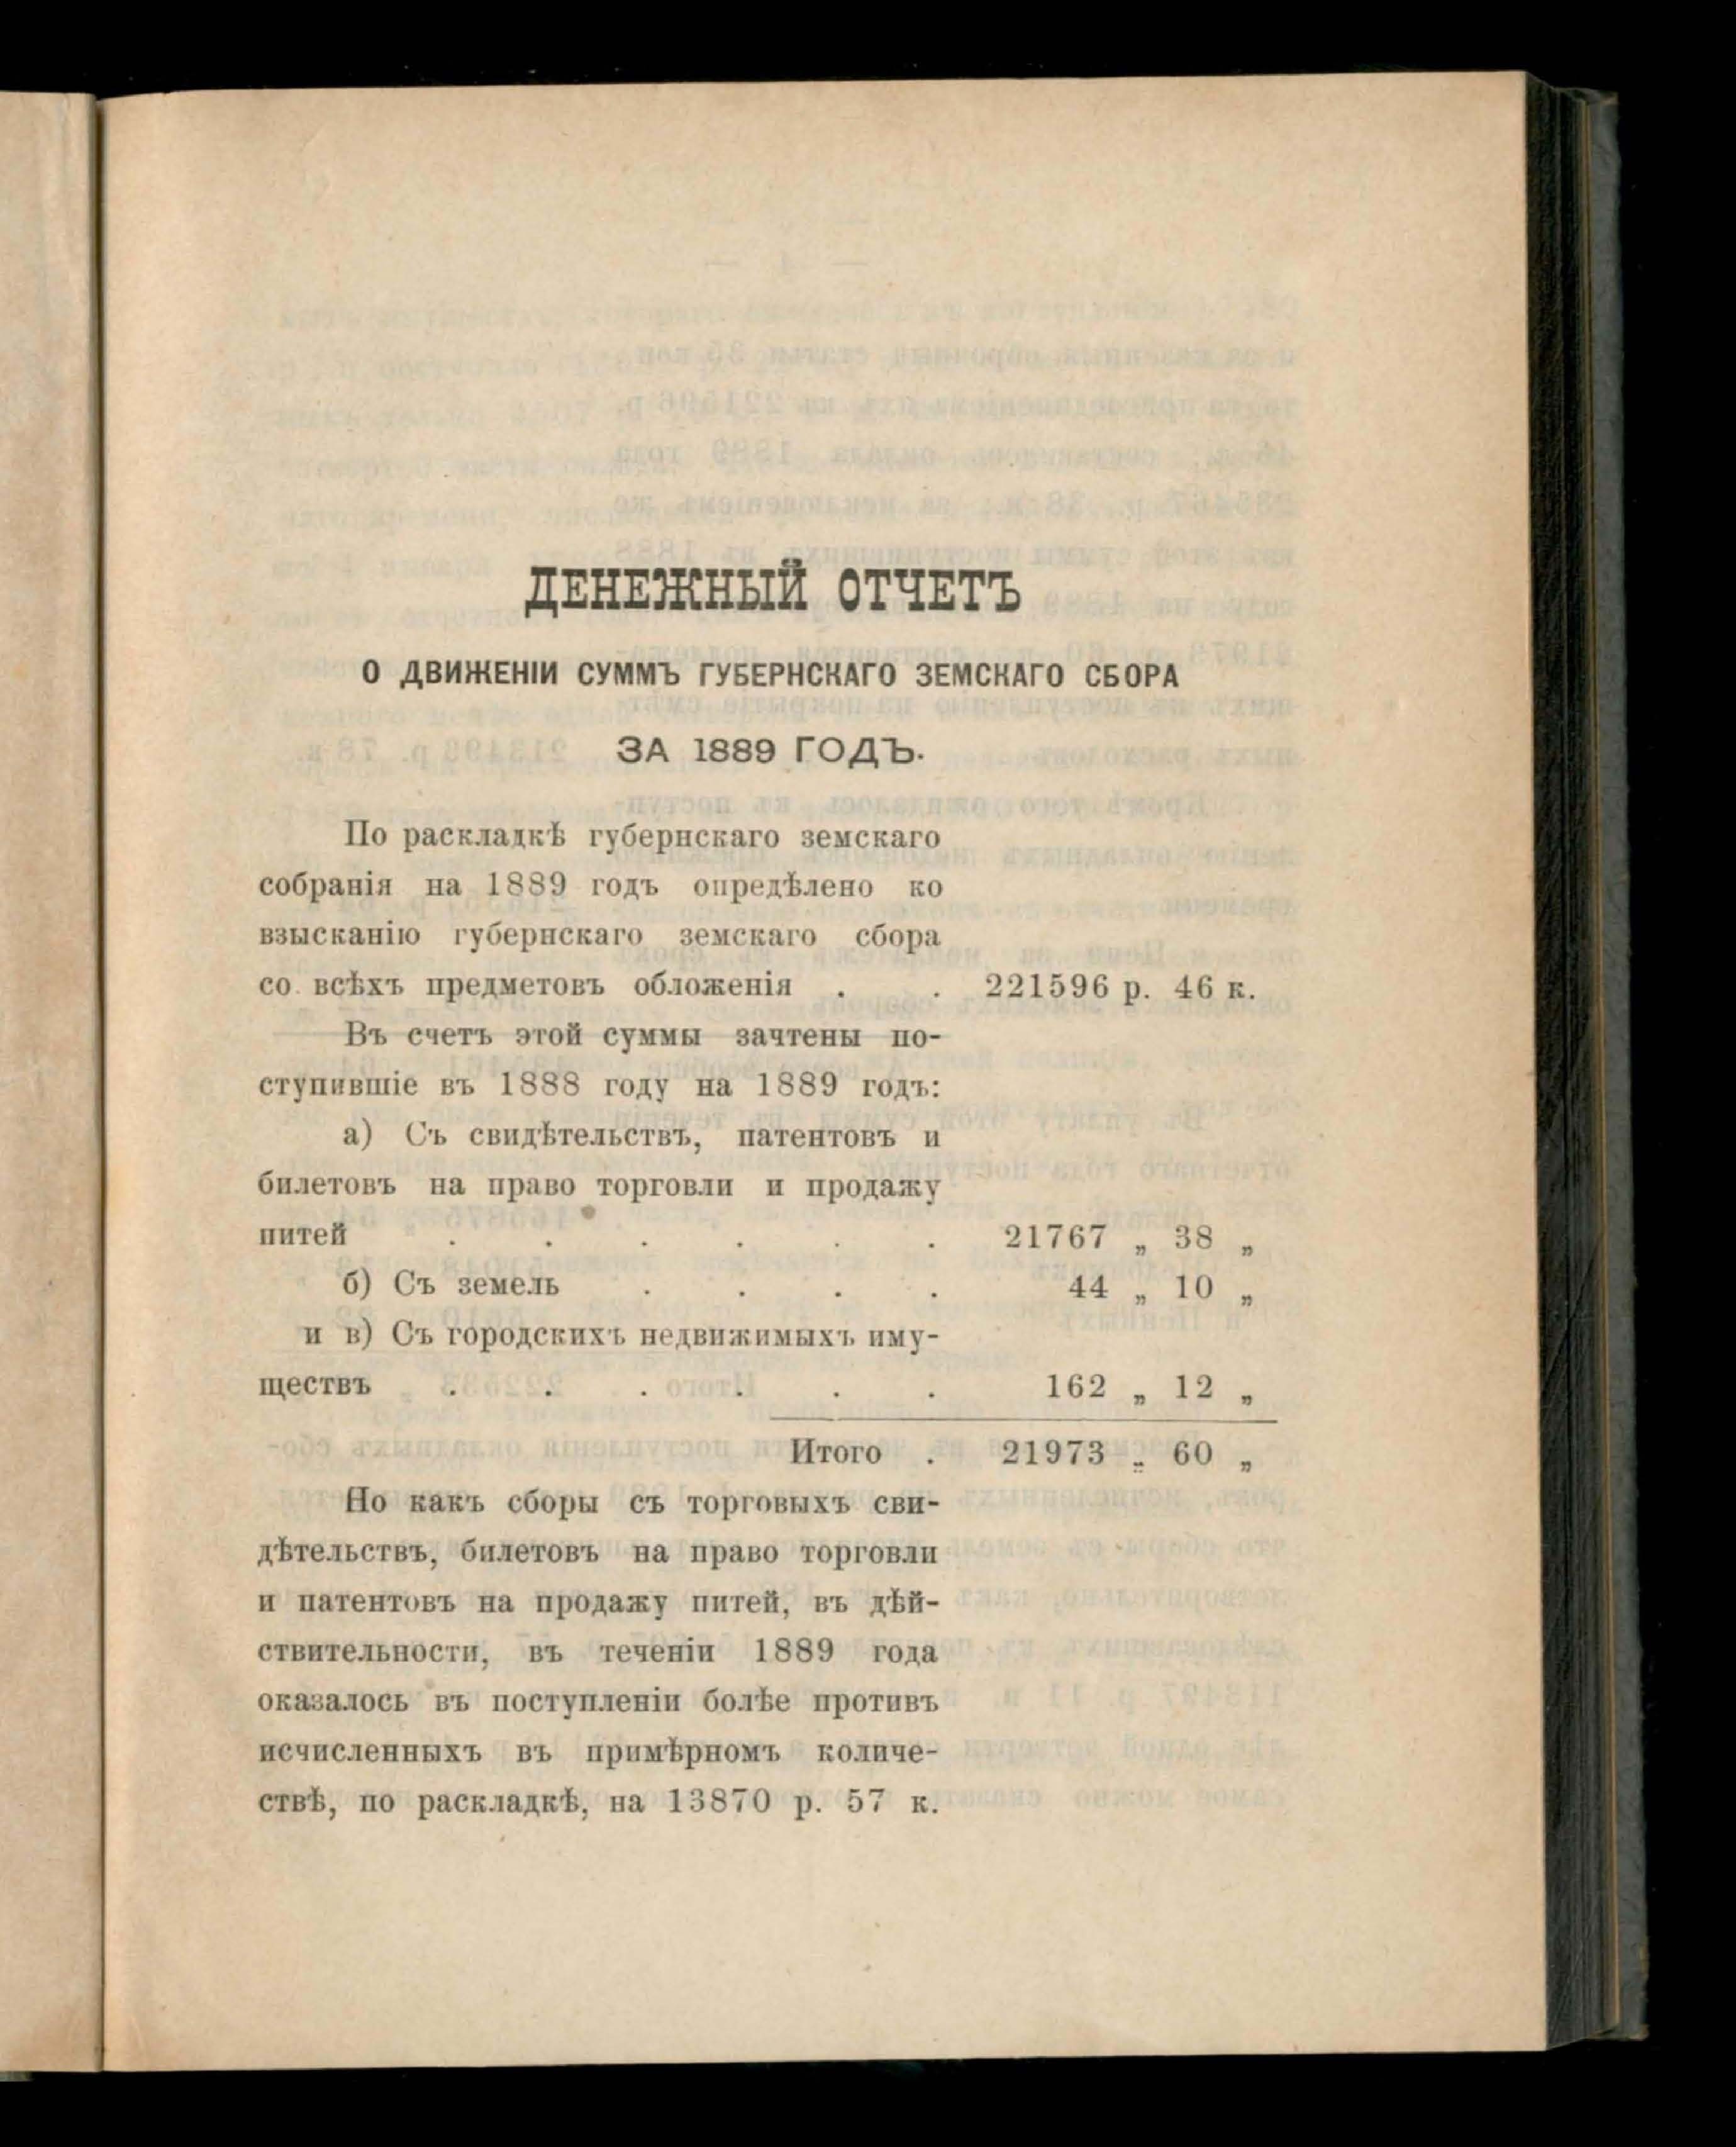 ДЕНЕЖНЫЙ ОТЧЕТЪ
О ДВИЖЕНІИ СУММЪ ГУБЕРНСКАГО ЗЕМСКАГО СБОРА
ЗА 1889 ГОДЪ.
По раскладкѣ губернскаго земскаго
собранія на 1889 годъ опредѣлено ко
взысканію губернскаго земскаго сбора
со всѣхъ предметовъ обложенія . . 221596 р. 46 к.
Въ счетъ этой суммы зачтены по-
ступившіе въ 1888 году на 1889 годъ:
а) Съ свидѣтельствъ, патентовъ и
билетовъ на право торговли и продажу
питей . . . . . . 21767 „ 38 „
б) Съ земель . . . . 44 „ 10 „
и в) Съ городскихъ недвижимыхъ иму-
ществъ . . . . . . 162 „ 12 „
Итого . 21973 „ 60 „
Но какъ сборы съ торговыхъ сви-
дѣтельствъ, билетовъ на право торговли
и патентовъ на продажу питей, въ дѣй-
ствительности, въ теченіи 1889 года
оказалось въ поступленіи болѣе противъ
исчисленныхъ въ примѣрномъ количе-
ствѣ, по раскладкѣ, на 13870 р. 57 к.